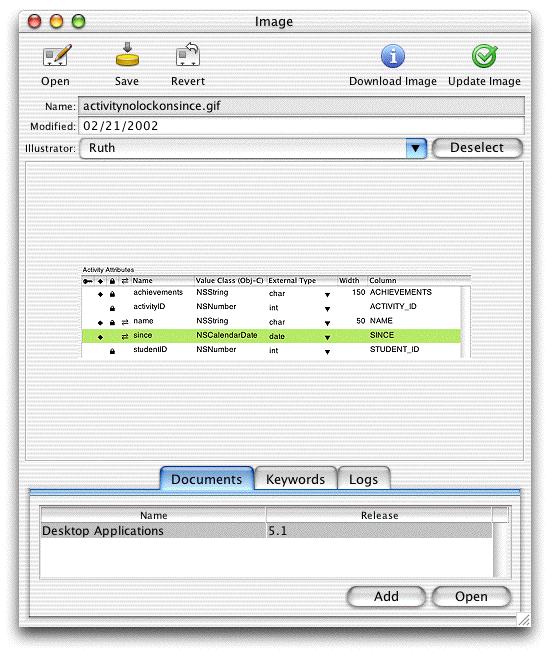 Image
Open Save Revert Download Image Update Image
Name: activitynolockonsince.gif
Modified: 02/21/2002
Illustrator: Ruth Deselect
Activity Attributes
Name Value Class (Obj-C) External Type Width Column
achievements NSString char 150 ACHIEVEMENTS
activityID NSNumber int ACTIVITY_ID
name NSString char 50 NAME
since NSCalendarDate date SINCE
studentID NSNumber int STUDENT_ID
Documents Keywords Logs
Name Release
Desktop Applications 5.1
Add Open